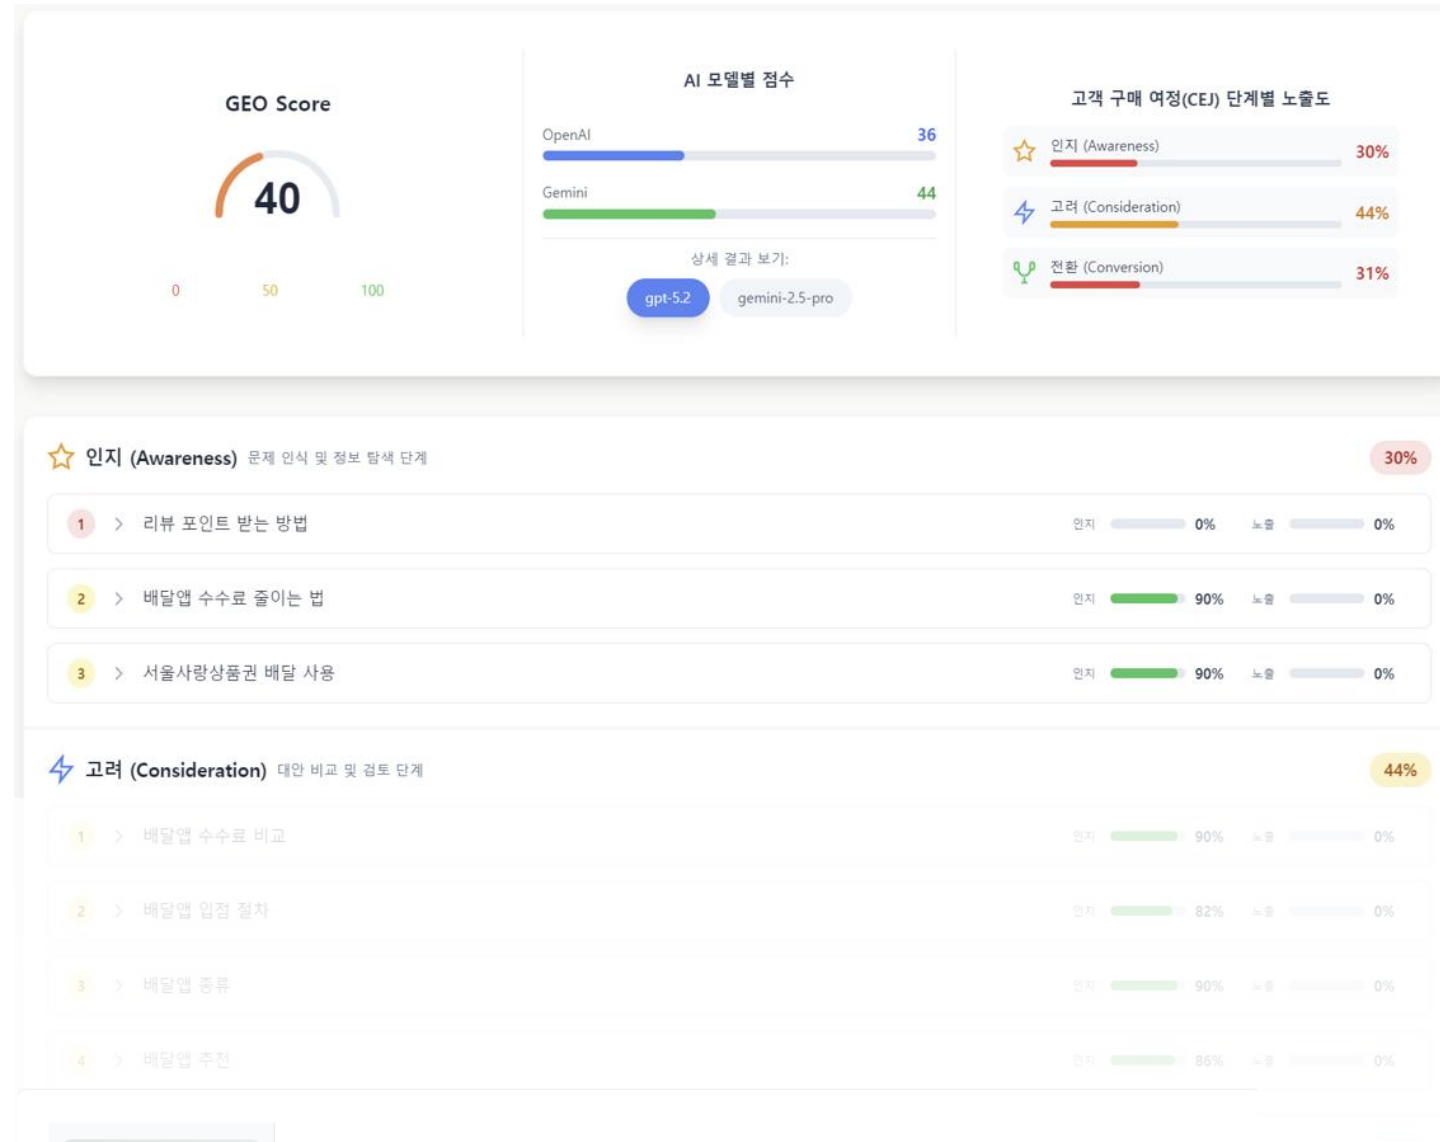 GEO Score
40
0 50 100
AI 모델별 점수
OpenAI 36
Gemini 44
상세 결과 보기:
gpt-5.2 gemini-2.5-pro
고객 구매 여정(CEJ) 단계별 노출도
인지 (Awareness) 30%
고려 (Consideration) 44%
전환 (Conversion) 31%
인지 (Awareness) 문제 인식 및 정보 탐색 단계 30%
1 > 리뷰 포인트 받는 방법 인지 0% 노출 0%
2 > 배달앱 수수료 줄이는 법 인지 90% 노출 0%
3 > 서울사랑상품권 배달 사용 인지 90% 노출 0%
고려 (Consideration) 대안 비교 및 검토 단계 44%
1 > 배달앱 수수료 비교 인지 90% 노출 0%
2 > 배달앱 입점 절차 인지 82% 노출 0%
3 > 배달앱 종류 인지 90% 노출 0%
4 > 배달앱 추천 인지 86% 노출 0%